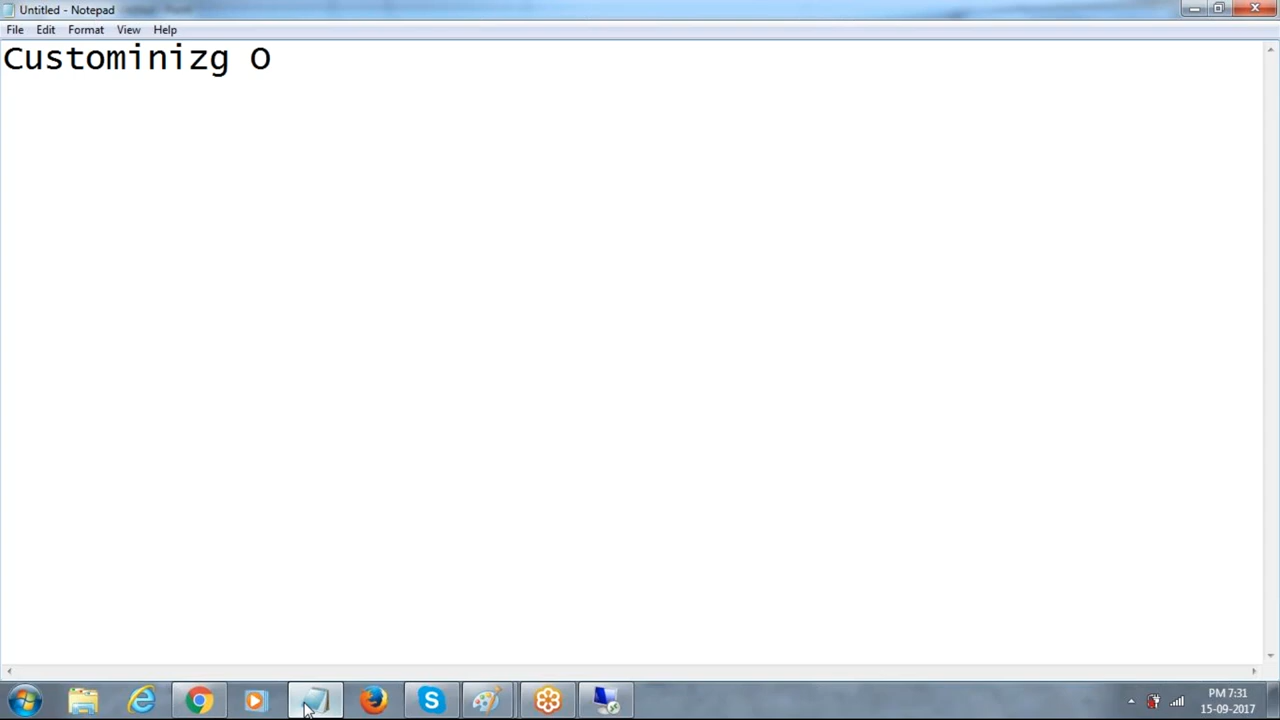 Untitled - Notepad
File Edit Format View Help
Custominizg O
PM 7:31
15-09-2017